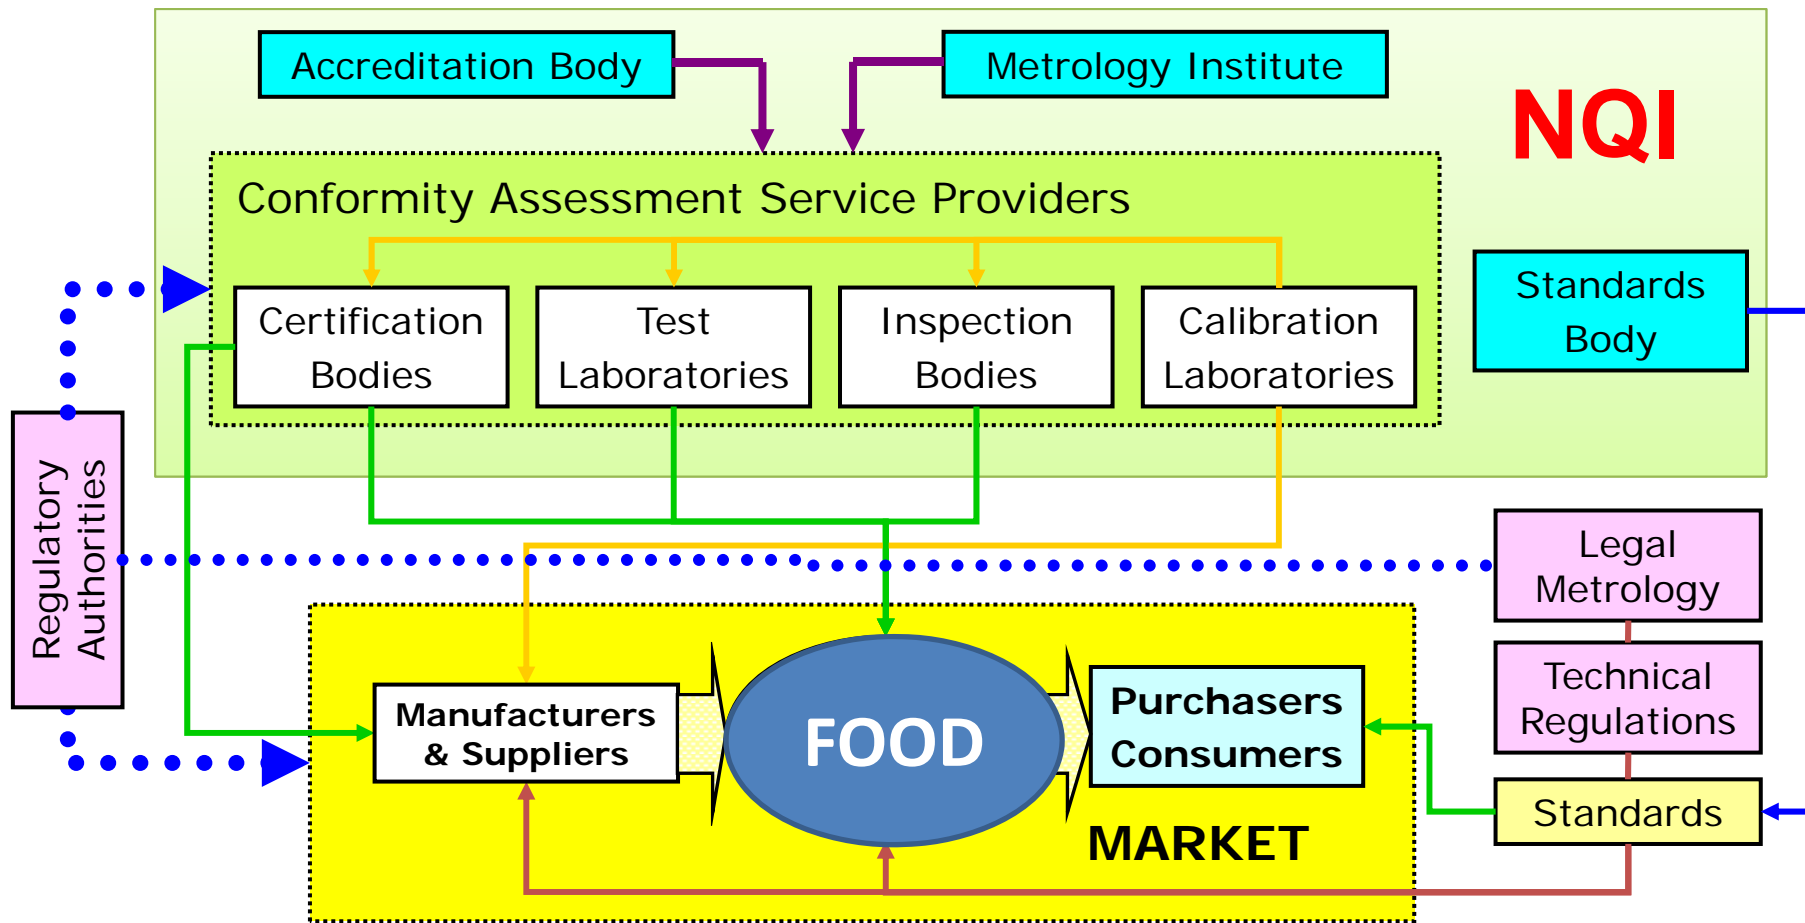 Accreditation Body
Metrology Institute
NQI
Conformity Assessment Service Providers
Certification
Bodies
Test
Laboratories
Inspection
Bodies
Calibration
Laboratories
Standards
Body
Regulatory
Authorities
Legal
Metrology
Technical
Regulations
Standards
Manufacturers
& Suppliers
FOOD
Purchasers
Consumers
MARKET